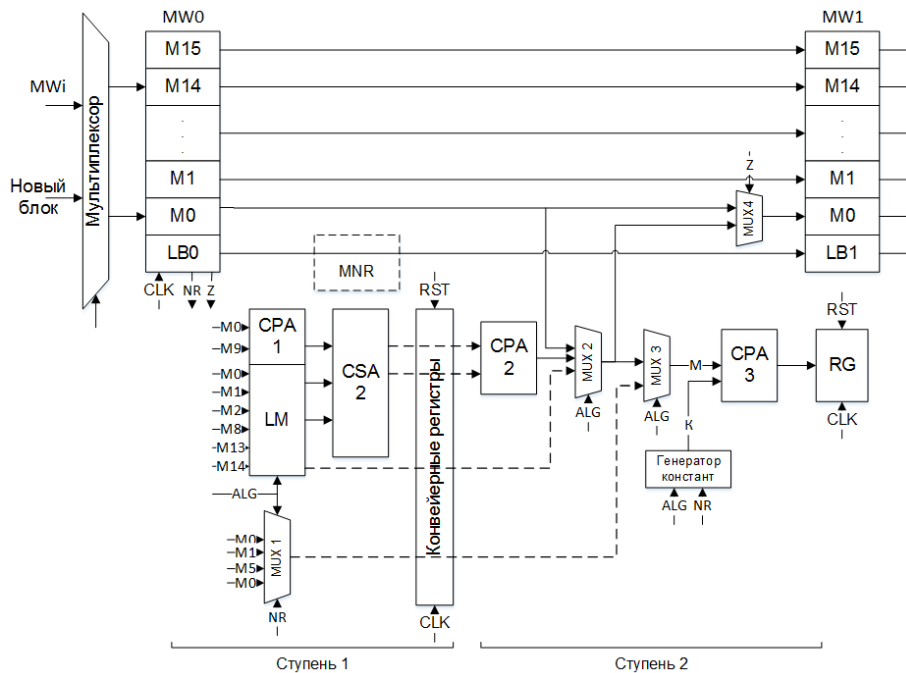 MW0
MW1
M15
M15
M14
M14
MWi
Мультиплексор
Новый
блок
M1
M1
Z
MUX4
M0
M0
LB0
LB1
MNR
CLK
NR
Z
RST
RST
M0
M9
CPA
1
M0
M1
M2
M8
M13
M14
LM
CSA
2
Конвейерные регистры
CPA
2
MUX 2
MUX 3
М
CPA
3
RG
ALG
ALG
CLK
К
Генератор
констант
ALG
NR
ALG
M0
M1
M5
M0
MUX 1
NR
CLK
Ступень 1
Ступень 2